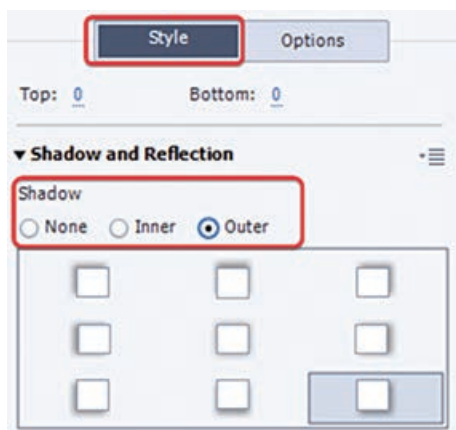 Style Options
Top: 0 Bottom: 0
Shadow and Reflection
Shadow
None Inner Outer